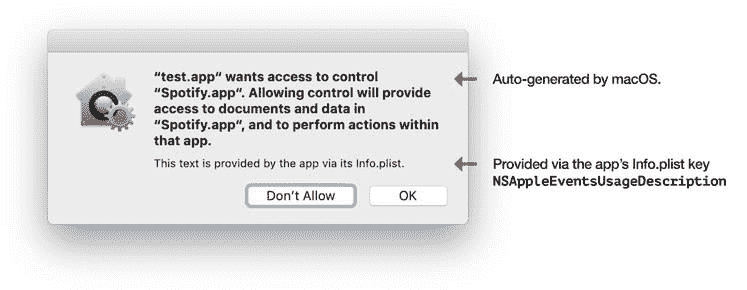 “test.app“ wants access to control
“Spotify.app“. Allowing control will provide
access to documents and data in
“Spotify.app“, and to perform actions within
that app.
This text is provided by the app via its Info.plist.
Don’t Allow
OK
Auto-generated by macOS.
Provided via the app’s Info.plist key
NSAppleEventsUsageDescription